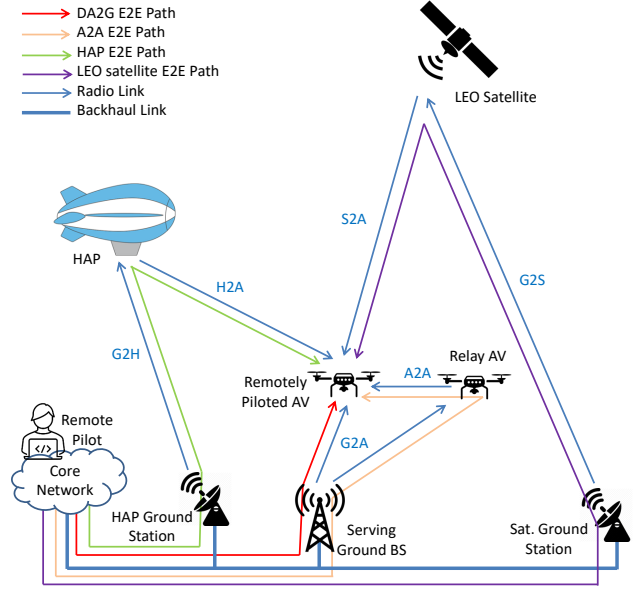 DA2G E2E Path
A2A E2E Path
HAP E2E Path
LEO satellite E2E Path
Radio Link
Backhaul Link
LEO Satellite
S2A
HAP
H2A
G2S
G2H
Relay AV
A2A
Remotely
Piloted AV
Remote
Pilot
</>
G2A
Core
Network
HAP Ground
Station
Serving
Ground BS
Sat. Ground
Station